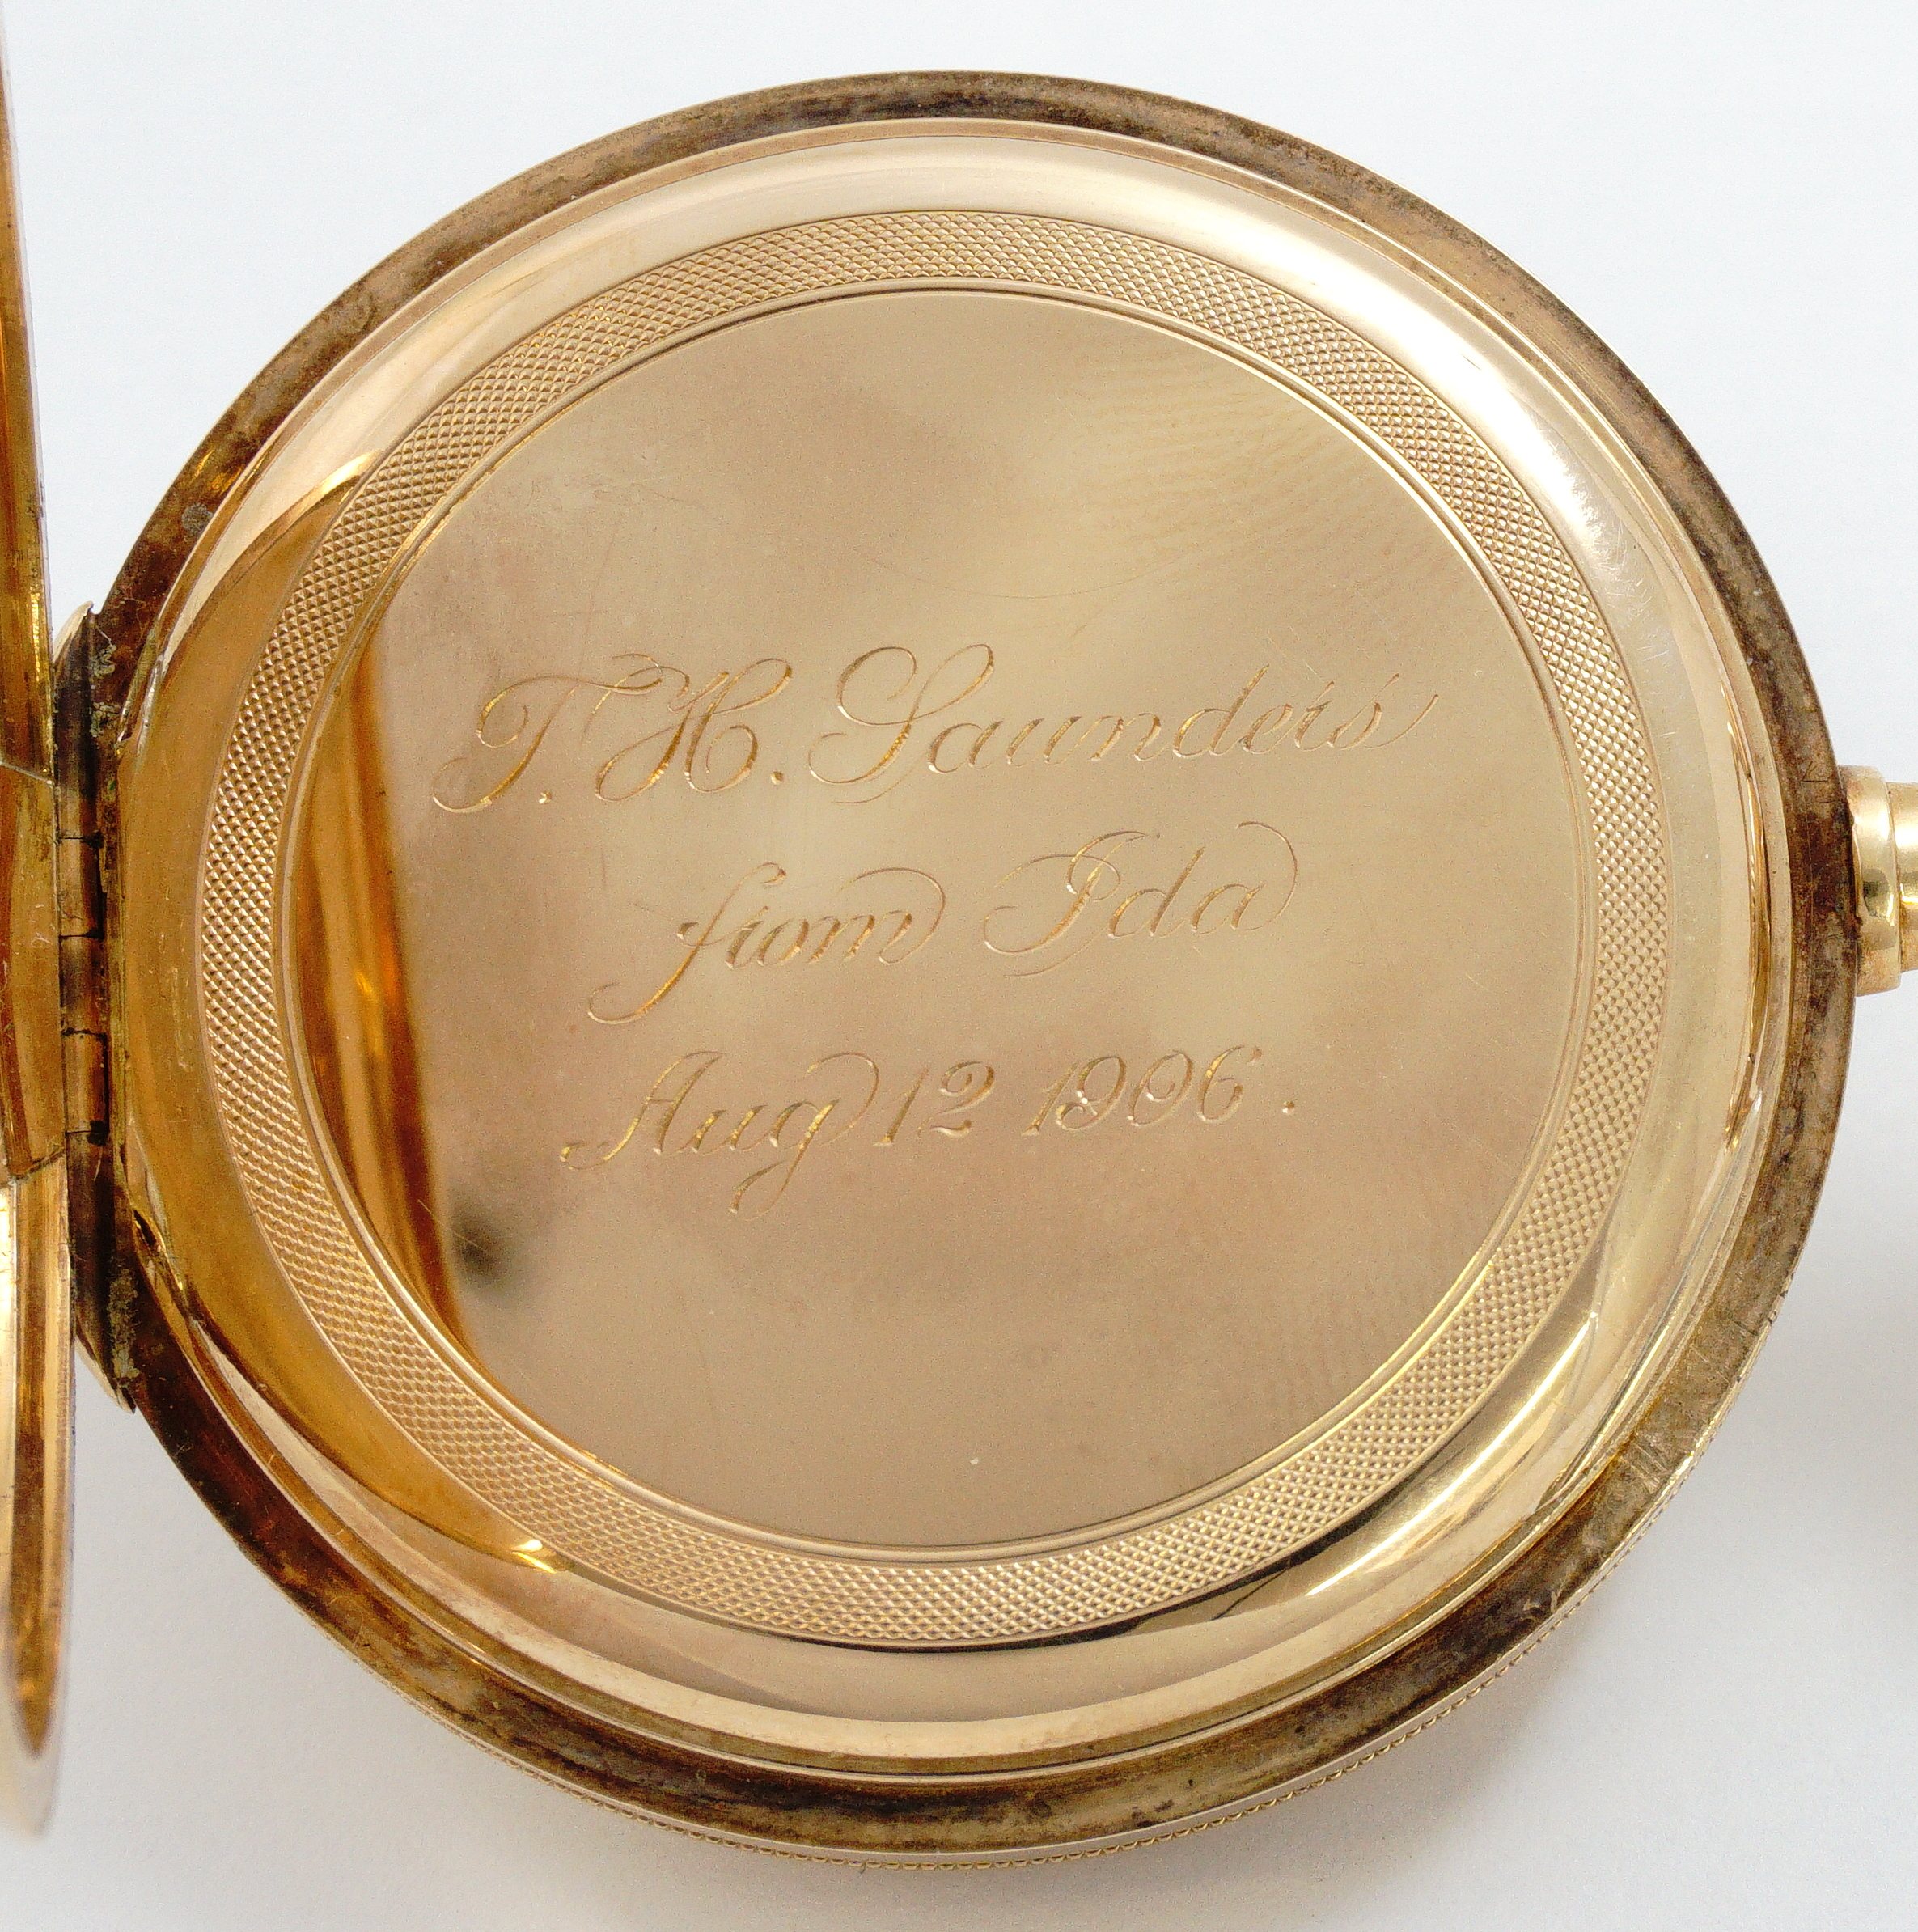 T. H. Saunders
from Ida
Aug 12 1906.